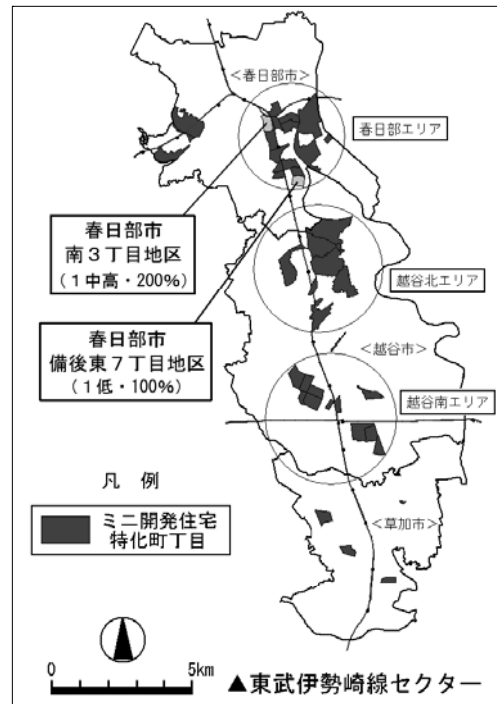 ＜春日部市＞
春日部エリア
春日部市
南３丁目地区
（１中高・200%）
越谷北エリア
春日部市
備後東７丁目地区
（１低・100%）
＜越谷市＞
越谷南エリア
凡 例
ミニ開発住宅
特化町丁目
＜草加市＞
0 5km
▲東武伊勢崎線セクター